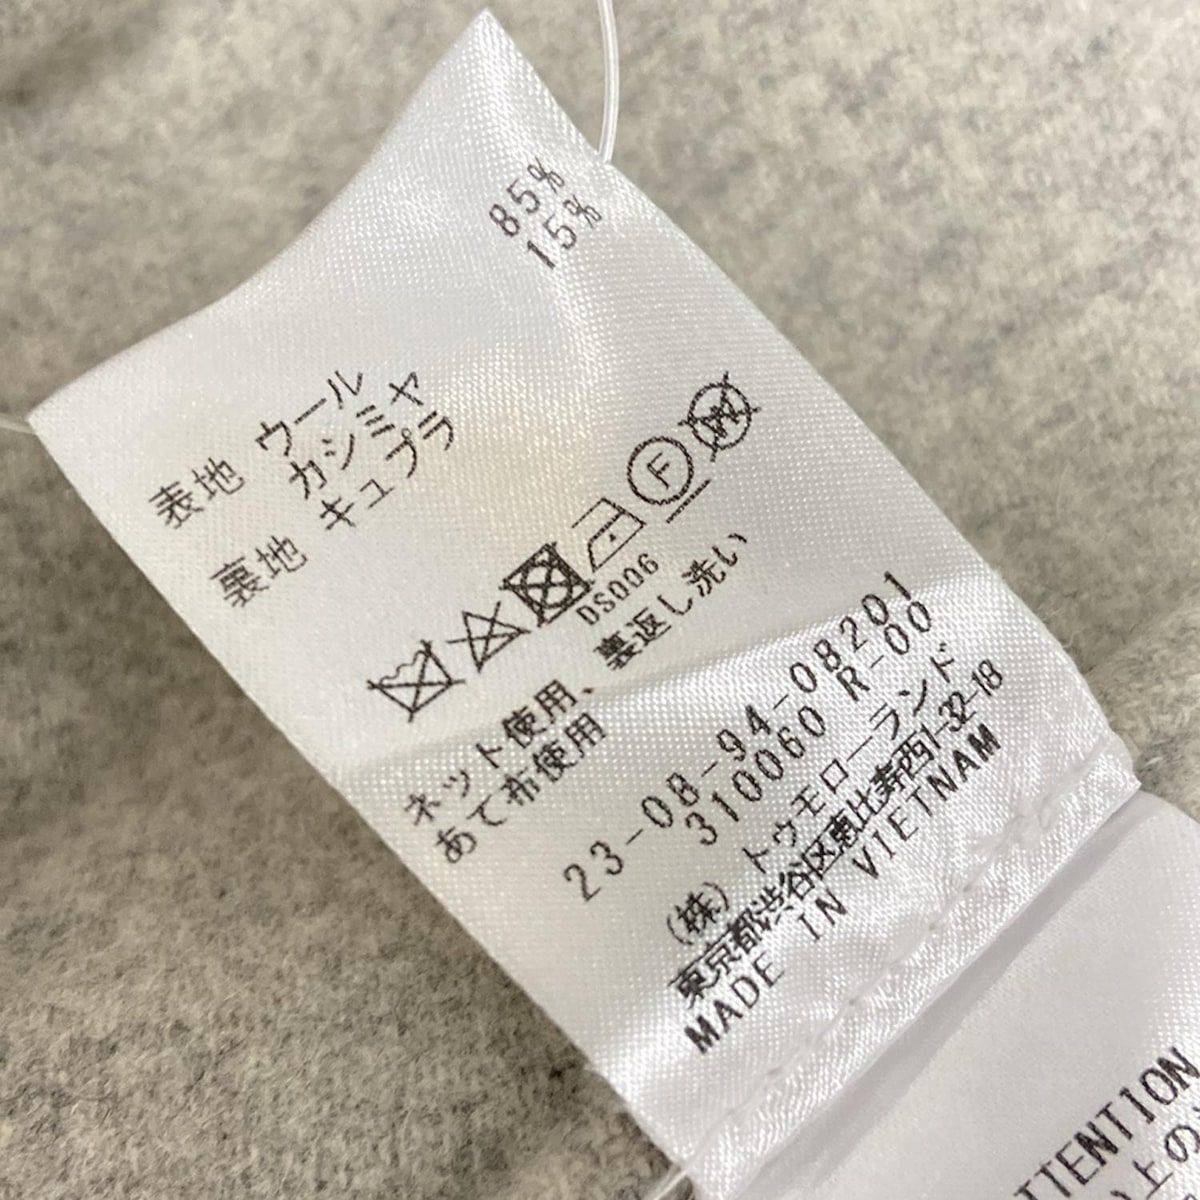 表地 ウール 85%
カシミヤ 15%
裏地 キュプラ
F
W
DS006
ネット使用、裏返し洗い
あて布使用
23-08-94-08201
310060 R-00
(株) トゥモローランド
東京都渋谷区恵比寿西1-32-18
MADE IN VIETNAM
TTENTION
上の